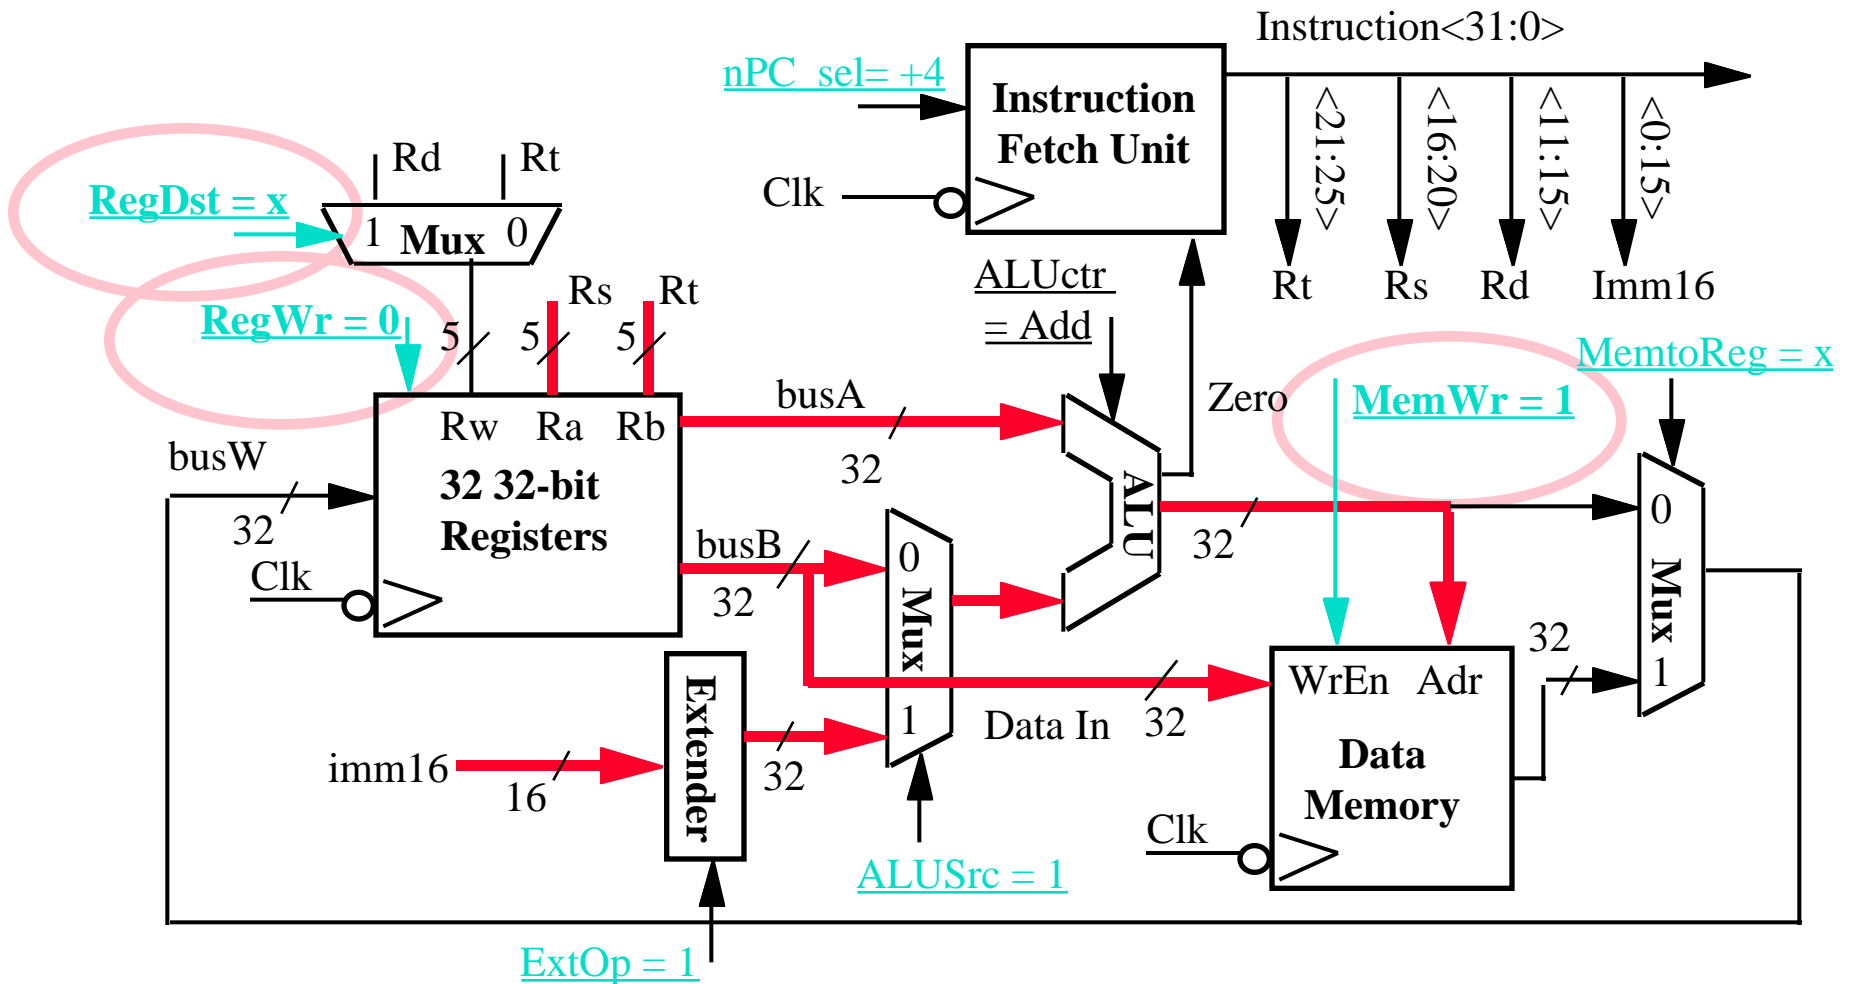 Instruction<31:0>
nPC_sel= +4
Instruction
Fetch Unit
Clk
<21:25>
<16:20>
<11:15>
<0:15>
Rt
Rs
Rd
Imm16
Rd
Rt
RegDst = x
1
Mux
0
RegWr = 0
5
5
5
Rs
Rt
ALUctr
= Add
Zero
MemWr = 1
MemtoReg = x
busW
32
Rw
Ra
Rb
32 32-bit
Registers
Clk
busA
32
busB
32
0
Mux
1
ALU
32
0
Mux
1
32
WrEn
Adr
Data
Memory
Clk
Data In
32
Extender
imm16
16
32
ALUSrc = 1
ExtOp = 1